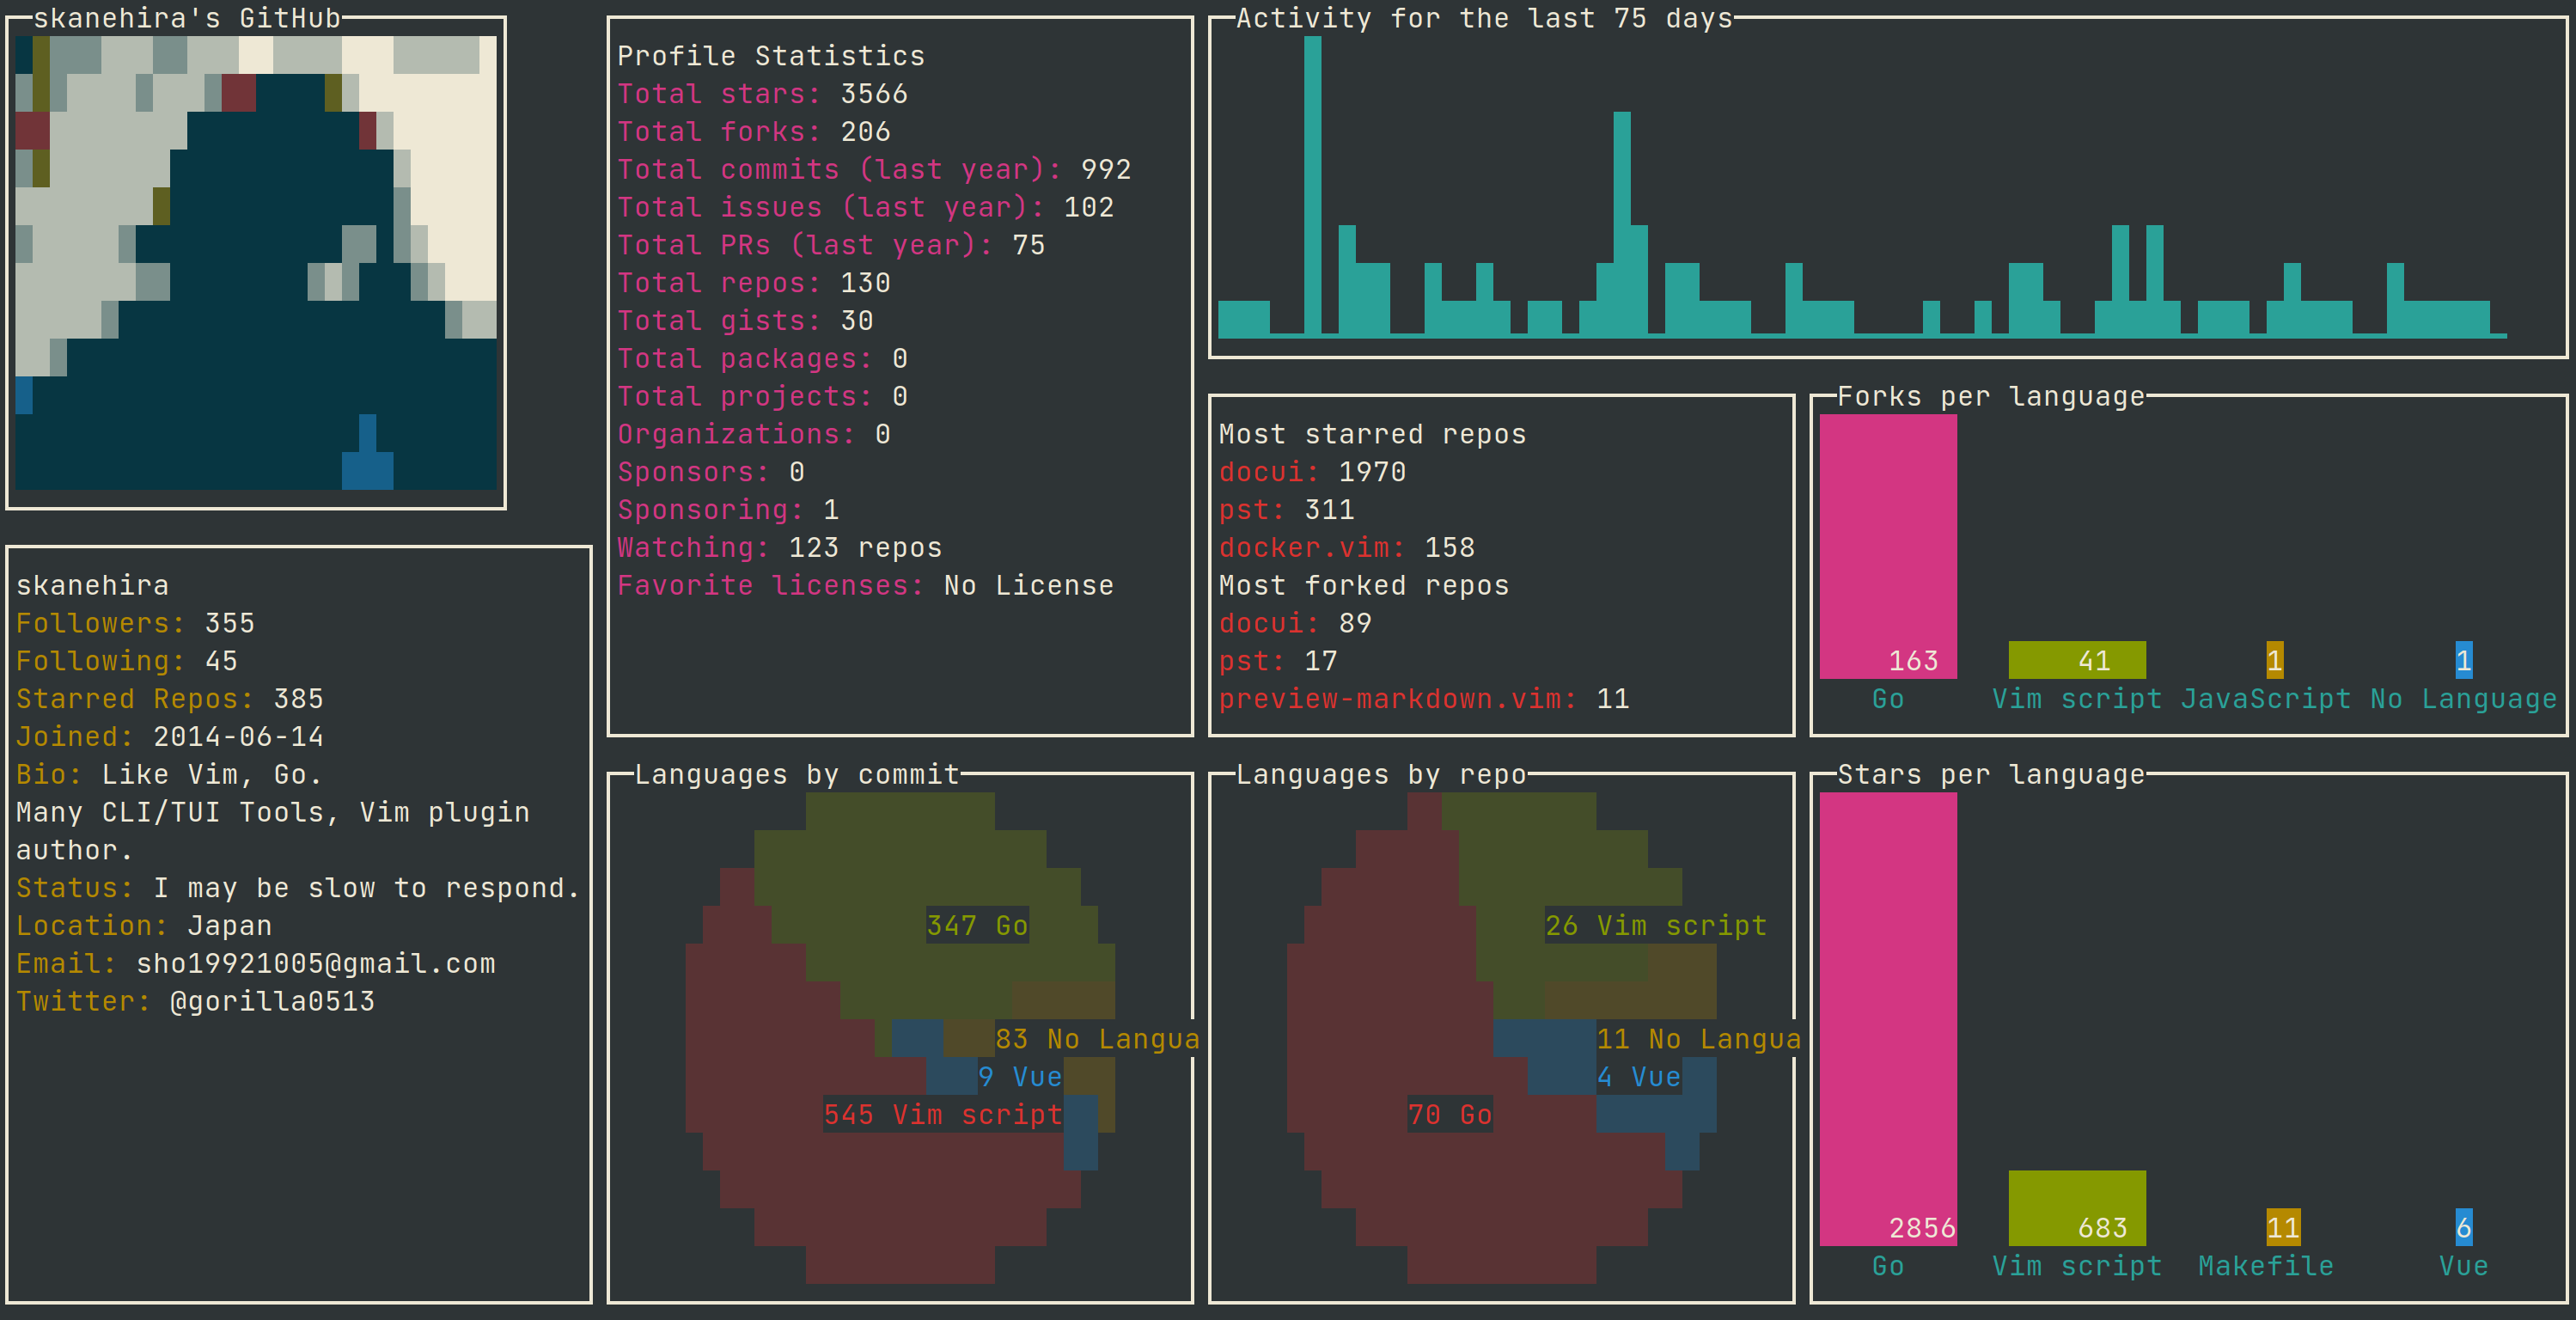 skanehira's GitHub
skanehira
Followers: 355
Following: 45
Starred Repos: 385
Joined: 2014-06-14
Bio: Like Vim, Go.
Many CLI/TUI Tools, Vim plugin
author.
Status: I may be slow to respond.
Location: Japan
Email: sho19921005@gmail.com
Twitter: @gorilla0513
Profile Statistics
Total stars: 3566
Total forks: 206
Total commits (last year): 992
Total issues (last year): 102
Total PRs (last year): 75
Total repos: 130
Total gists: 30
Total packages: 0
Total projects: 0
Organizations: 0
Sponsors: 0
Sponsoring: 1
Watching: 123 repos
Favorite licenses: No License
Activity for the last 75 days
Most starred repos
docui: 1970
pst: 311
docker.vim: 158
Most forked repos
docui: 89
pst: 17
preview-markdown.vim: 11
Forks per language
163 41 1 1
Go Vim script JavaScript No Language
Languages by commit
347 Go
83 No Langua
9 Vue
545 Vim script
Languages by repo
26 Vim script
11 No Langua
4 Vue
70 Go
Stars per language
2856 683 11 6
Go Vim script Makefile Vue